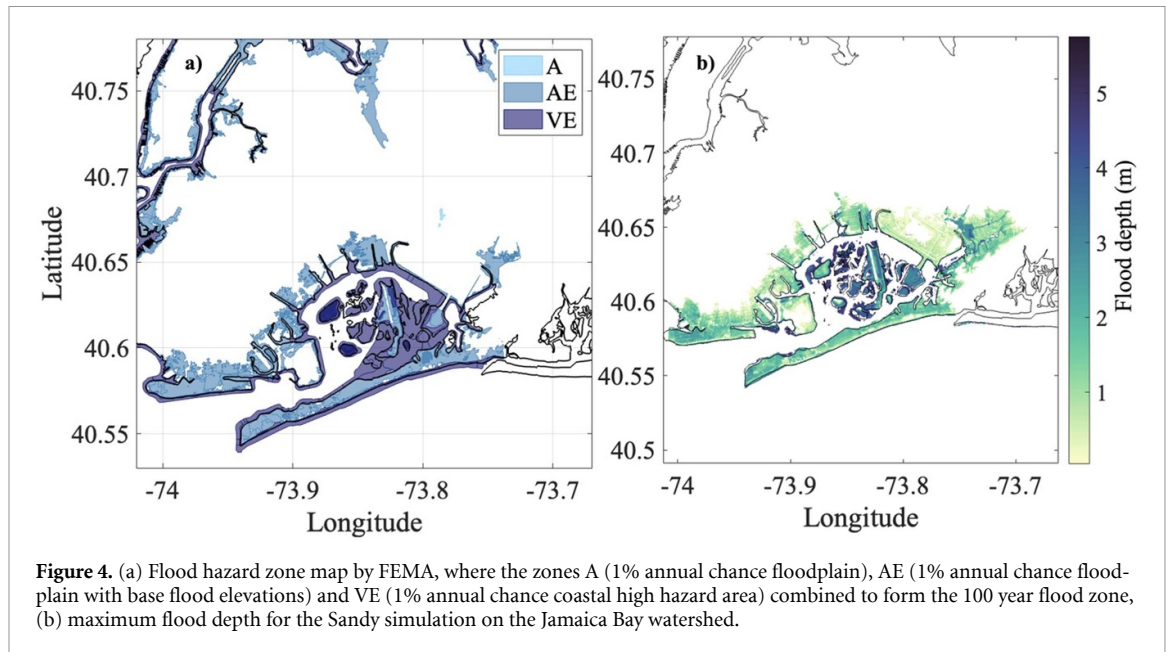 a)
A
AE
VE
40.75
40.7
40.65
40.6
40.55
Latitude
-74
-73.9
-73.8
-73.7
Longitude
b)
40.75
40.7
40.65
40.6
40.55
40.5
-74
-73.9
-73.8
-73.7
Longitude
5
4
3
2
1
Flood depth (m)
Figure 4. (a) Flood hazard zone map by FEMA, where the zones A (1% annual chance floodplain), AE (1% annual chance flood-
plain with base flood elevations) and VE (1% annual chance coastal high hazard area) combined to form the 100 year flood zone,
(b) maximum flood depth for the Sandy simulation on the Jamaica Bay watershed.